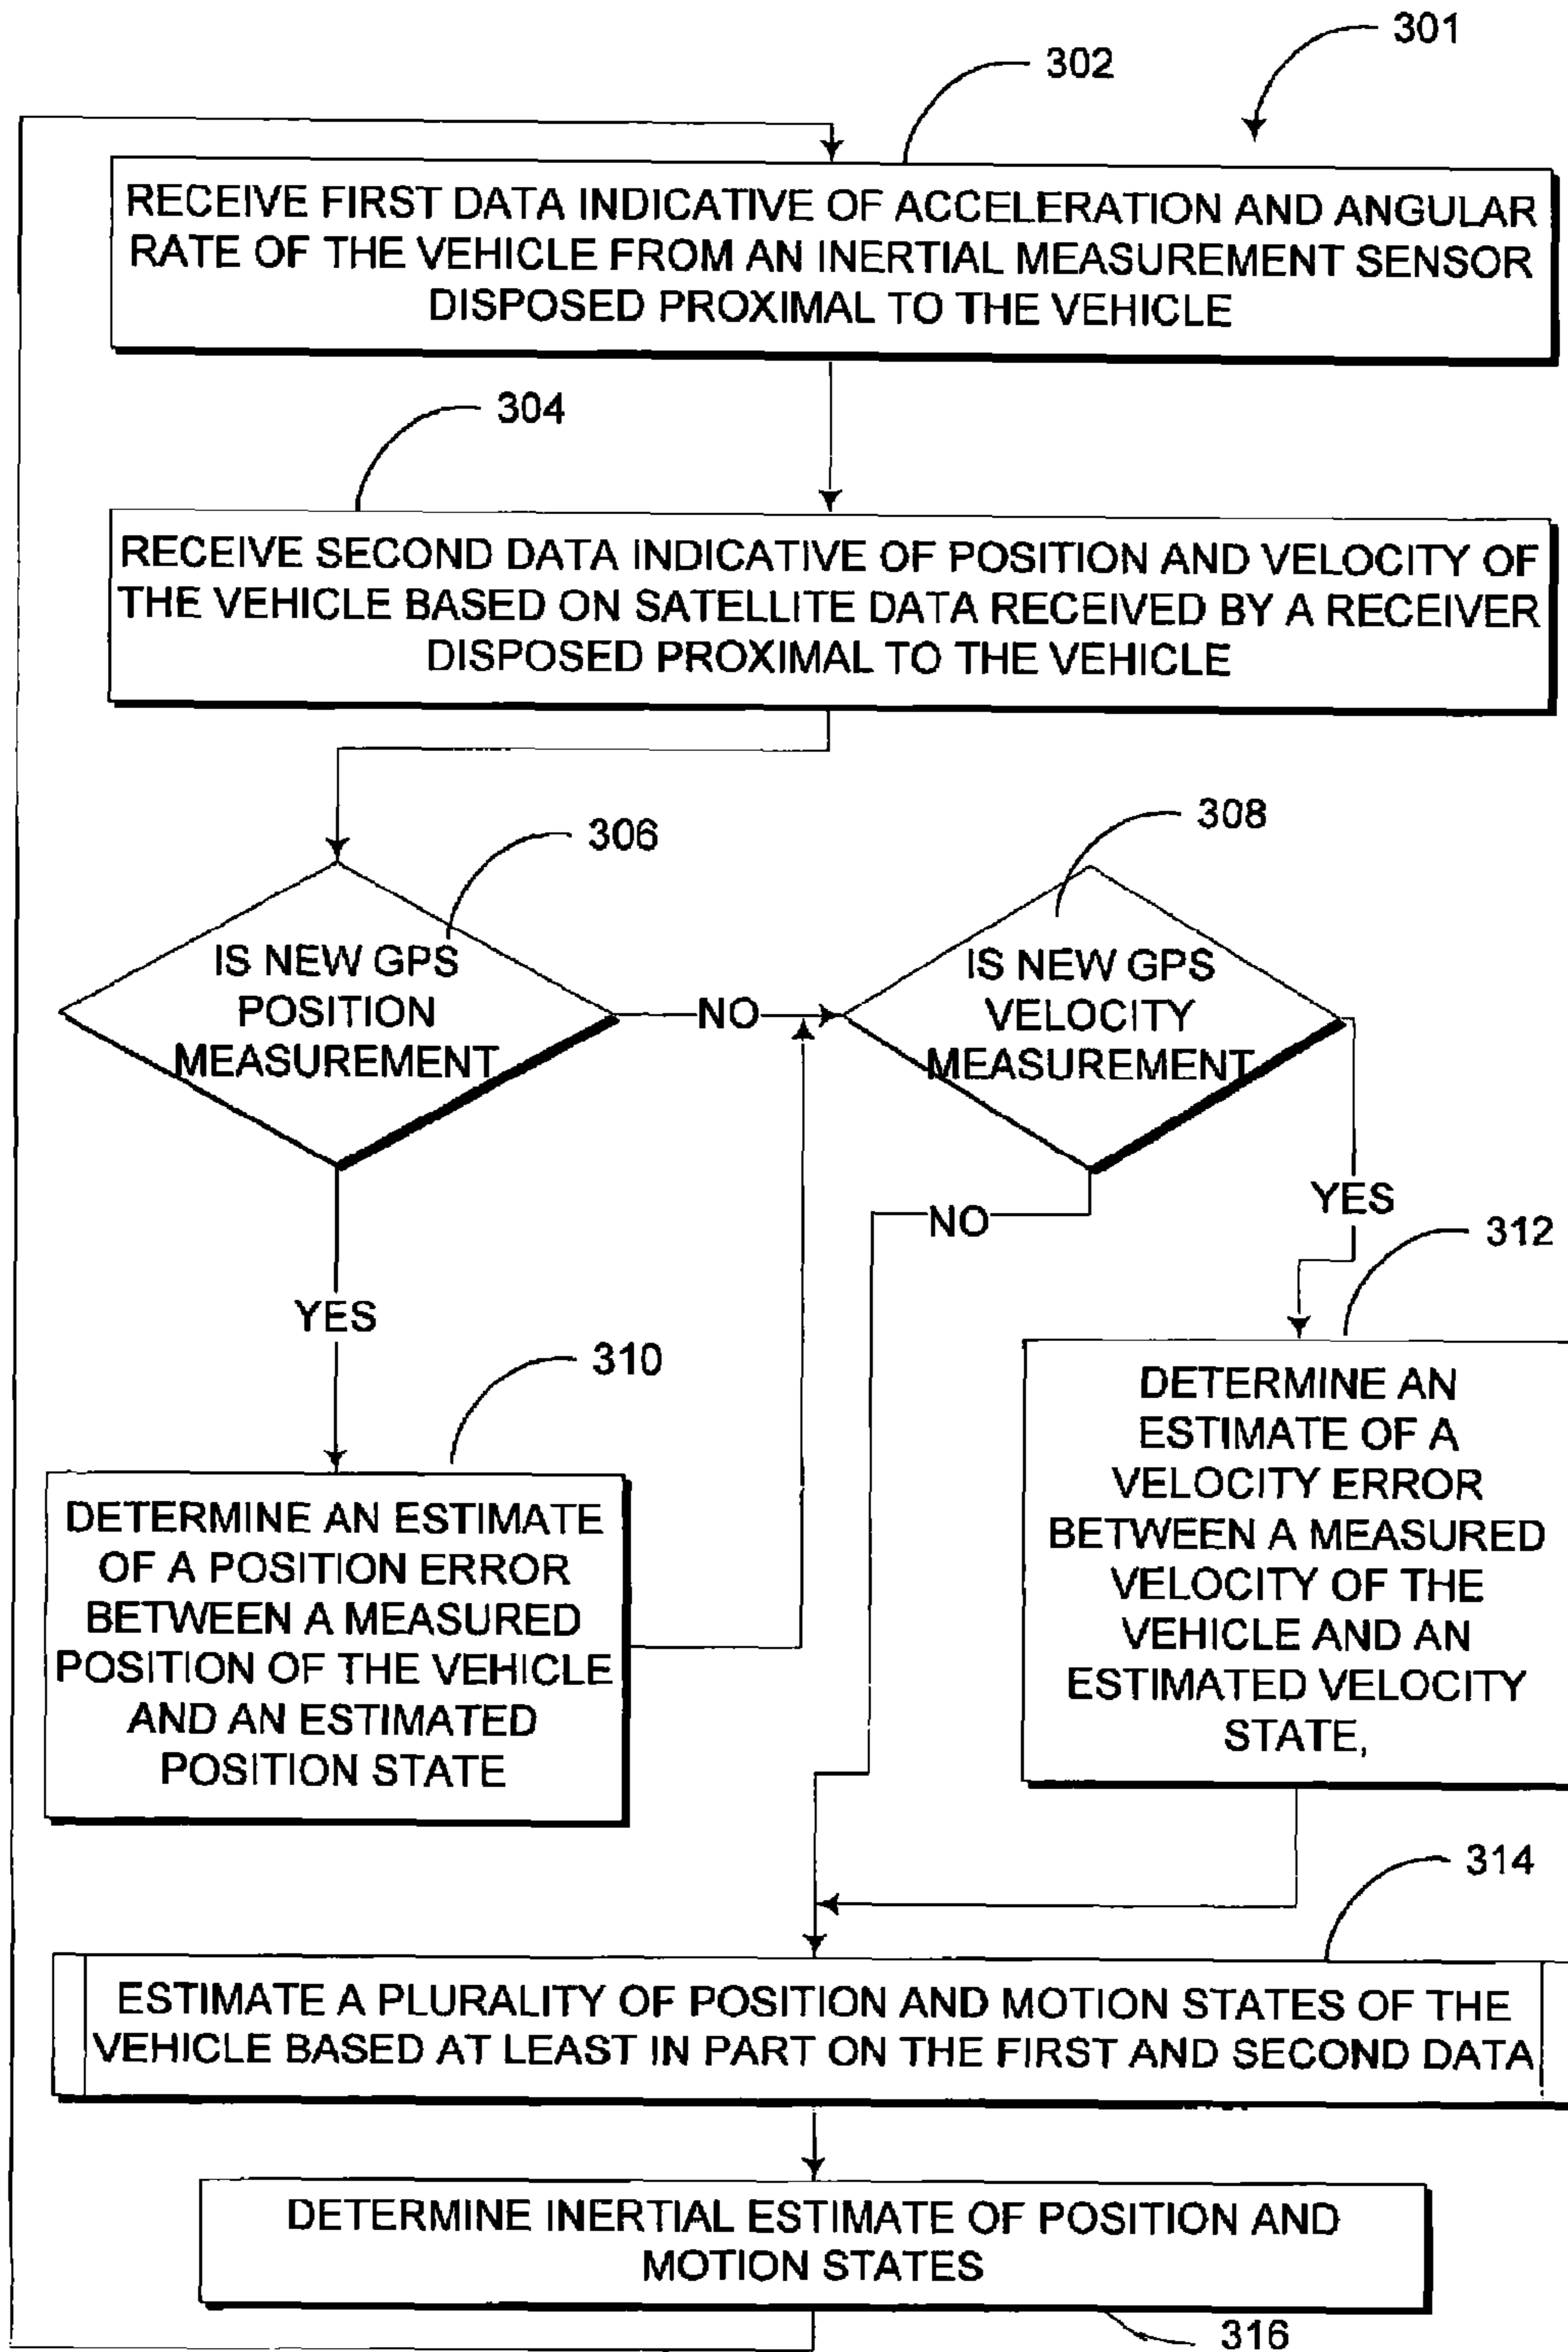 301
302
RECEIVE FIRST DATA INDICATIVE OF ACCELERATION AND ANGULAR
RATE OF THE VEHICLE FROM AN INERTIAL MEASUREMENT SENSOR
DISPOSED PROXIMAL TO THE VEHICLE
304
RECEIVE SECOND DATA INDICATIVE OF POSITION AND VELOCITY OF
THE VEHICLE BASED ON SATELLITE DATA RECEIVED BY A RECEIVER
DISPOSED PROXIMAL TO THE VEHICLE
306
IS NEW GPS
POSITION
MEASUREMENT
NO
308
IS NEW GPS
VELOCITY
MEASUREMENT
NO
YES
YES
310
DETERMINE AN ESTIMATE
OF A POSITION ERROR
BETWEEN A MEASURED
POSITION OF THE VEHICLE
AND AN ESTIMATED
POSITION STATE
312
DETERMINE AN
ESTIMATE OF A
VELOCITY ERROR
BETWEEN A MEASURED
VELOCITY OF THE
VEHICLE AND AN
ESTIMATED VELOCITY
STATE,
314
ESTIMATE A PLURALITY OF POSITION AND MOTION STATES OF THE
VEHICLE BASED AT LEAST IN PART ON THE FIRST AND SECOND DATA
DETERMINE INERTIAL ESTIMATE OF POSITION AND
MOTION STATES
316